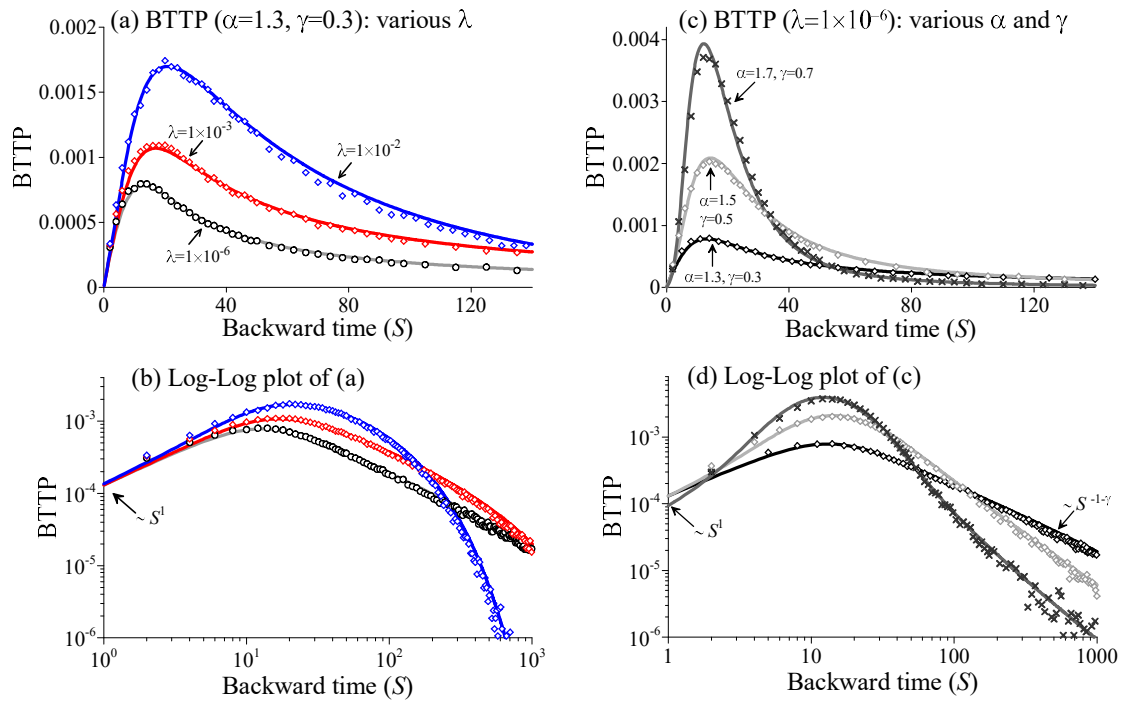 (a) BTTP (α=1.3, γ=0.3): various λ
0.002
0.0015
0.001
0.0005
0
BTTP
λ=1×10⁻³
λ=1×10⁻²
λ=1×10⁻⁶
0 40 80 120
Backward time (S)
(c) BTTP (λ=1×10⁻⁶): various α and γ
0.004
0.003
0.002
0.001
0
BTTP
α=1.7, γ=0.7
α=1.5
γ=0.5
α=1.3, γ=0.3
0 40 80 120
Backward time (S)
(b) Log-Log plot of (a)
10⁻³
10⁻⁴
10⁻⁵
10⁻⁶
BTTP
~ S¹
10⁰ 10¹ 10² 10³
Backward time (S)
(d) Log-Log plot of (c)
10⁻³
10⁻⁴
10⁻⁵
10⁻⁶
BTTP
~ S¹
~ S⁻¹⁻ᵞ
1 10 100 1000
Backward time (S)